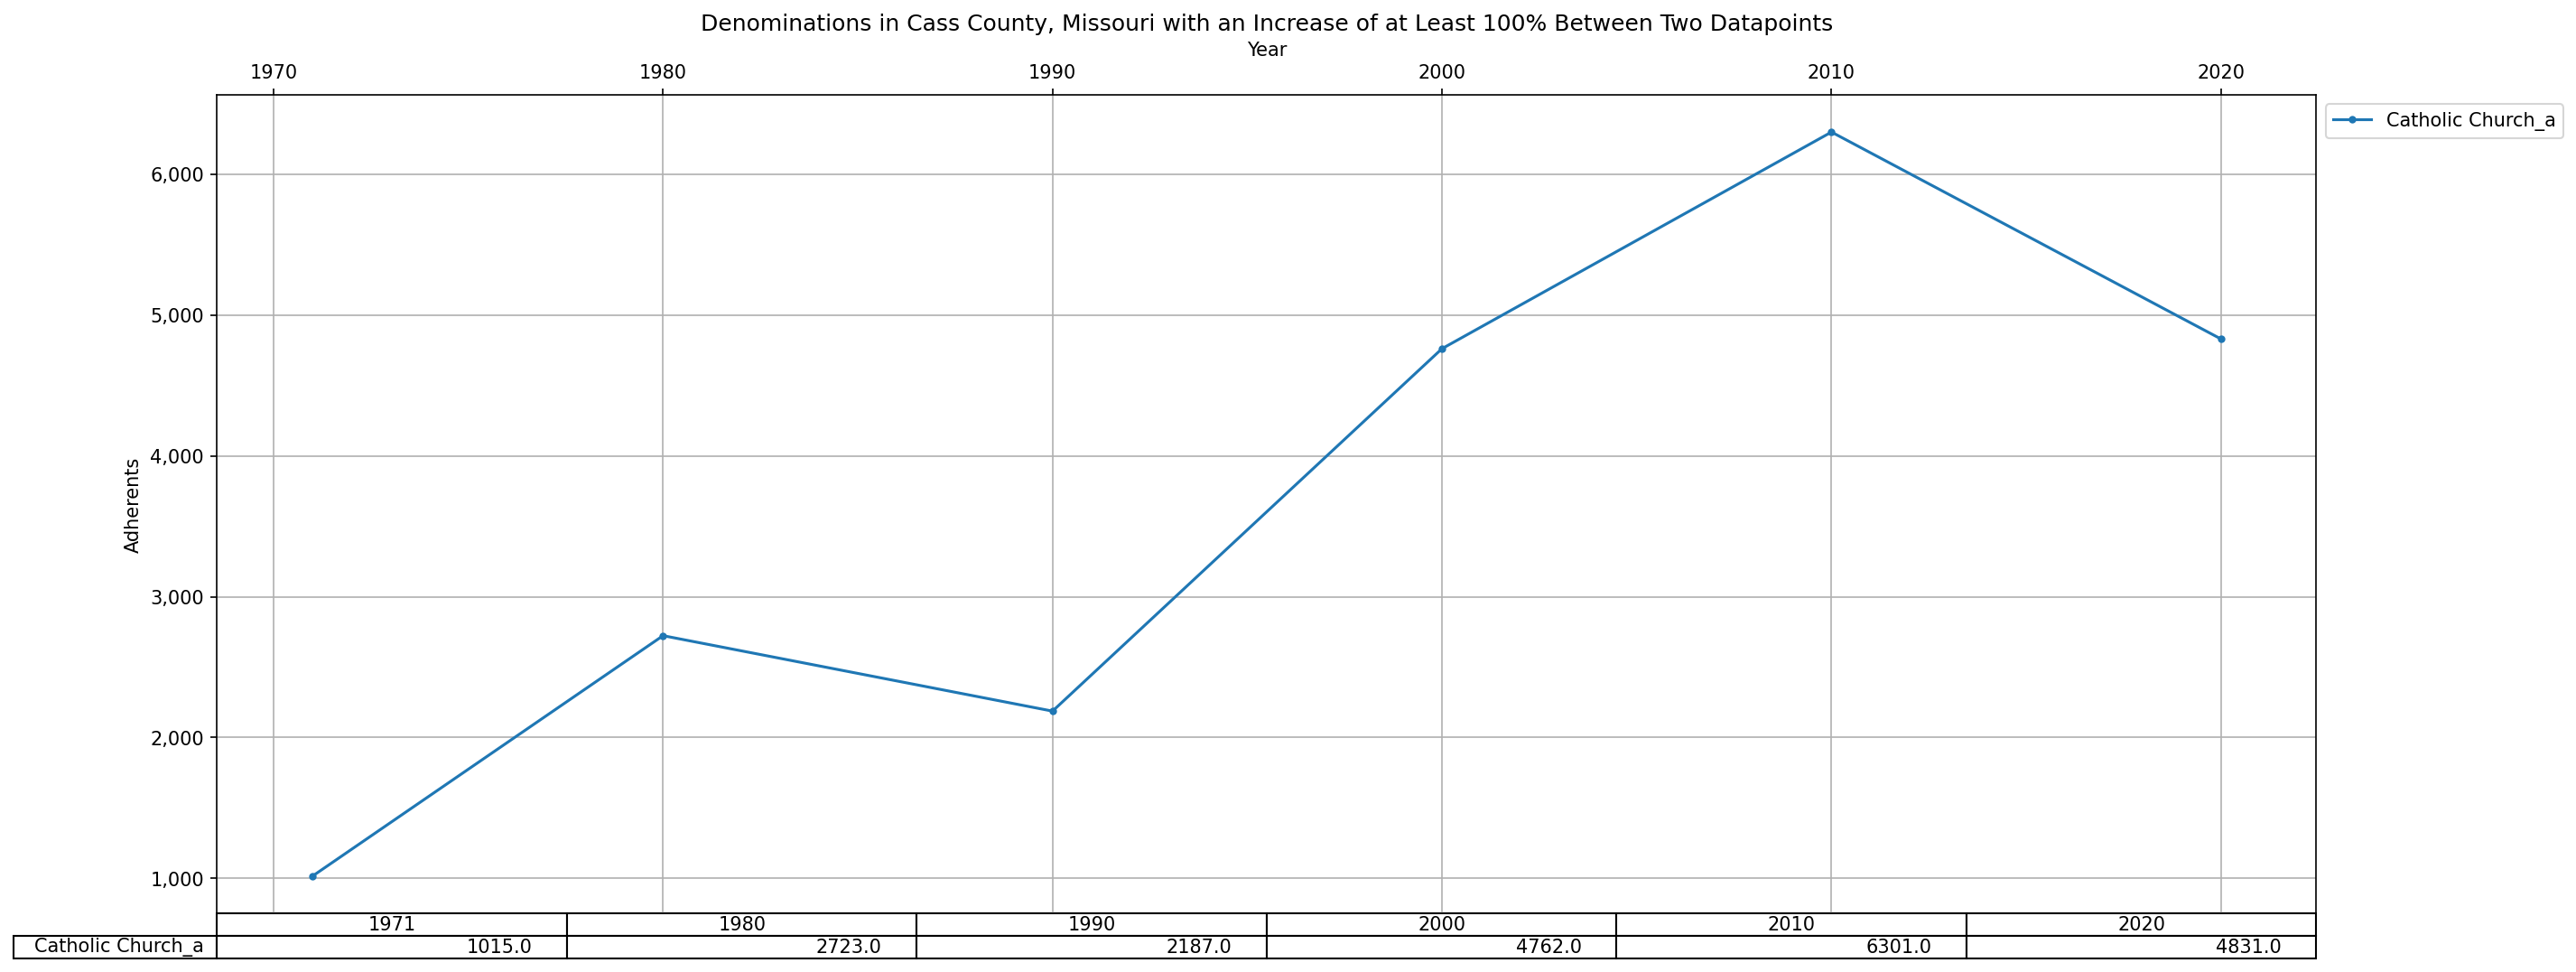 Denominations in Cass County, Missouri with an Increase of at Least 100% Between Two Datapoints
Year
1970 1980 1990 2000 2010 2020
Catholic Church_a
6,000
5,000
4,000
3,000
2,000
1,000
Adherents
1971 1980 1990 2000 2010 2020
Catholic Church_a 1015.0 2723.0 2187.0 4762.0 6301.0 4831.0